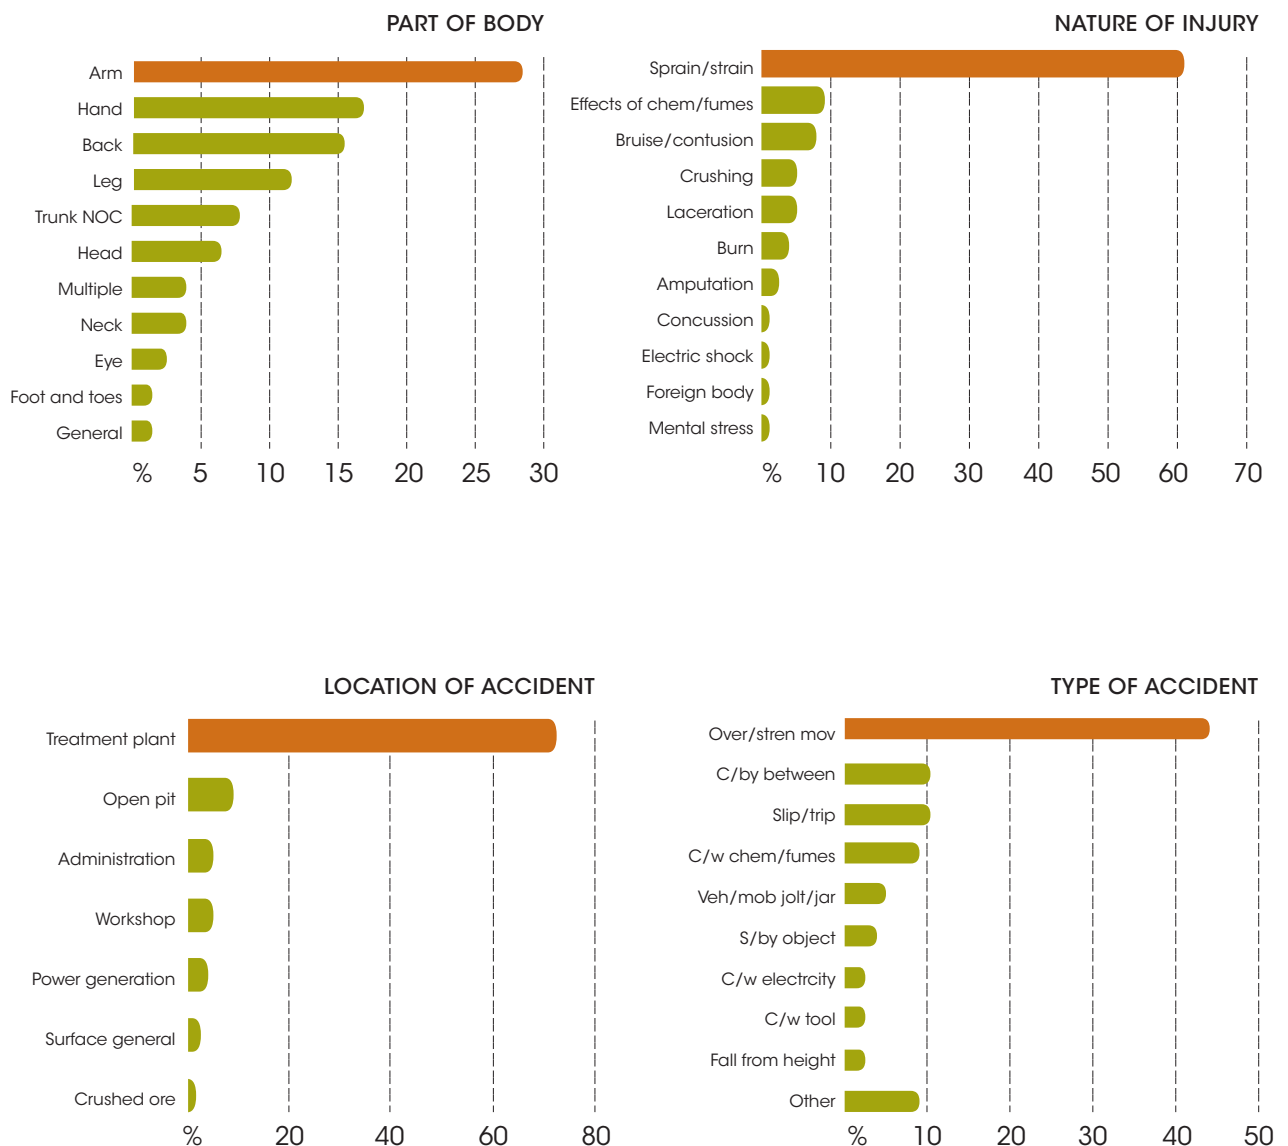 PART OF BODY
Arm
Hand
Back
Leg
Trunk NOC
Head
Multiple
Neck
Eye
Foot and toes
General
% 5 10 15 20 25 30
NATURE OF INJURY
Sprain/strain
Effects of chem/fumes
Bruise/contusion
Crushing
Laceration
Burn
Amputation
Concussion
Electric shock
Foreign body
Mental stress
% 10 20 30 40 50 60 70
LOCATION OF ACCIDENT
Treatment plant
Open pit
Administration
Workshop
Power generation
Surface general
Crushed ore
% 20 40 60 80
TYPE OF ACCIDENT
Over/stren mov
C/by between
Slip/trip
C/w chem/fumes
Veh/mob jolt/jar
S/by object
C/w electrcity
C/w tool
Fall from height
Other
% 10 20 30 40 50